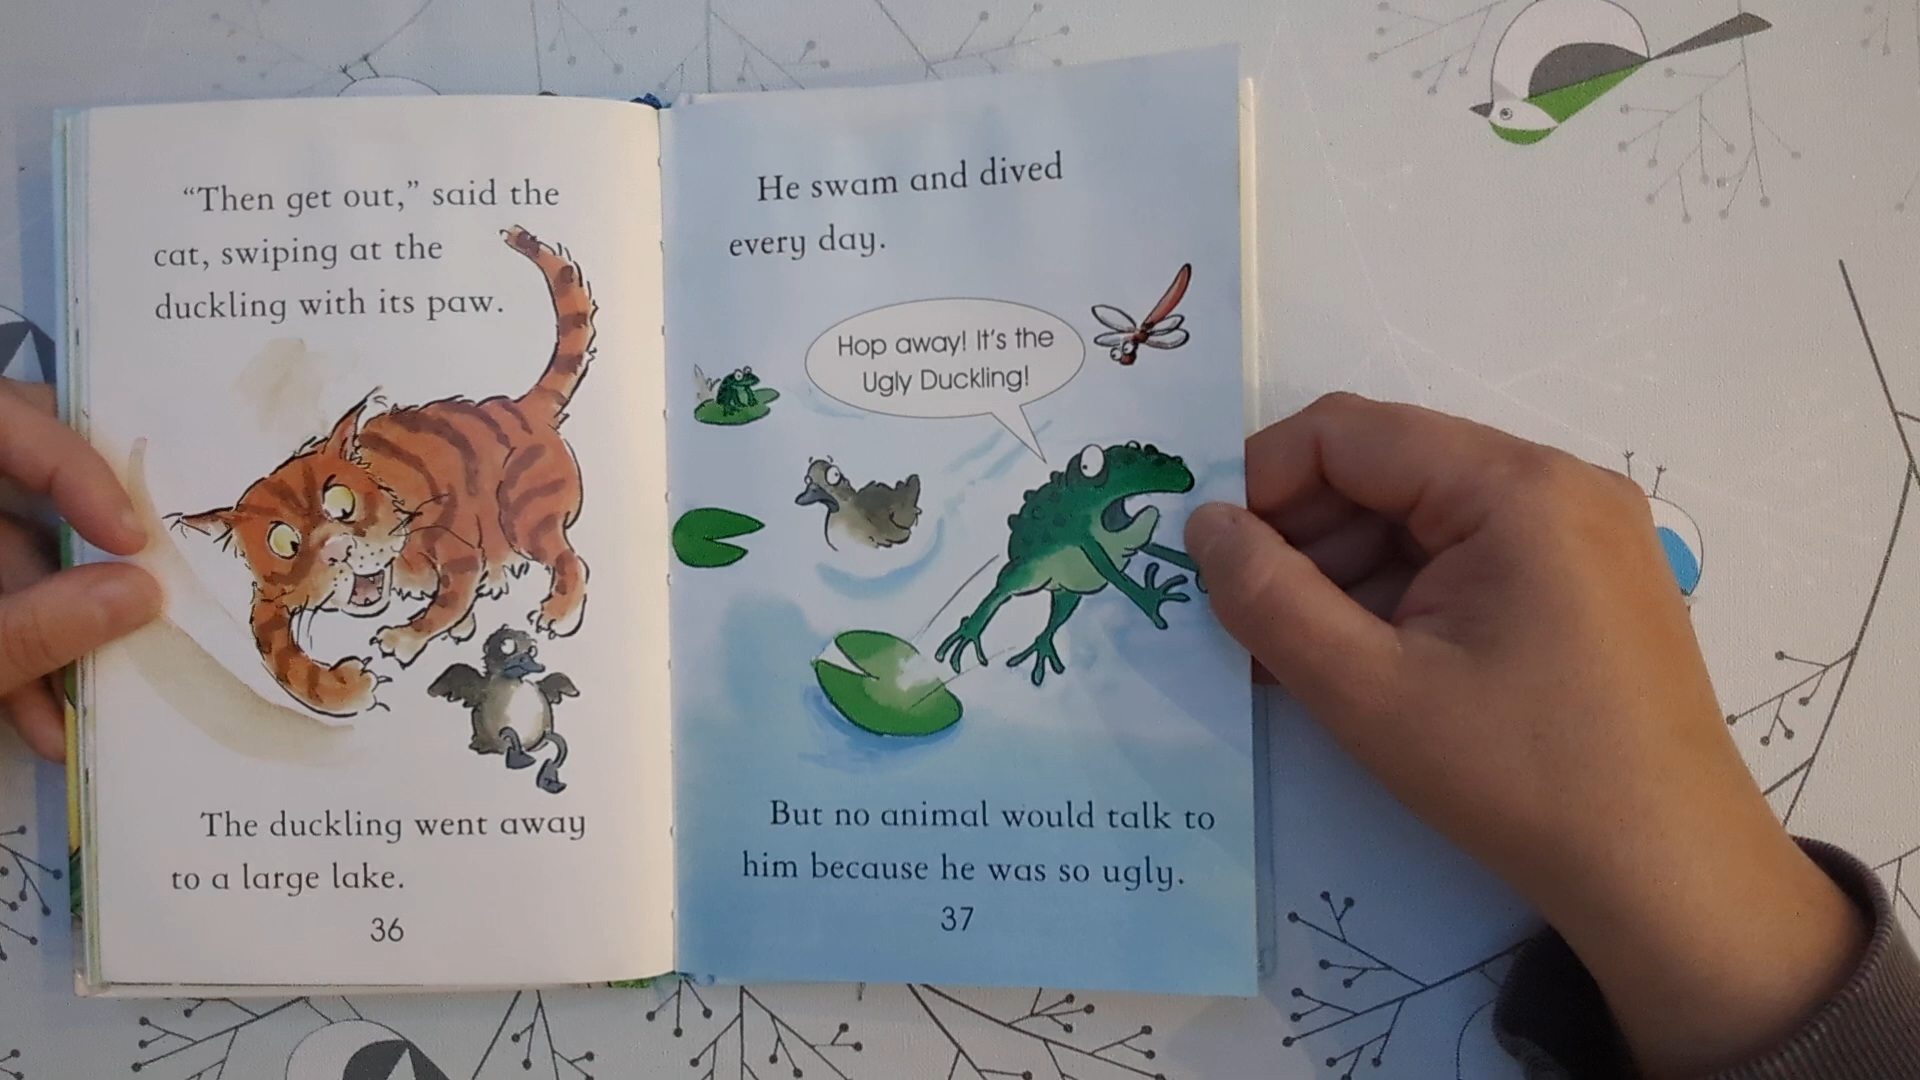 “Then get out,” said the
cat, swiping at the
duckling with its paw.
The duckling went away
to a large lake.
36
He swam and dived
every day.
Hop away! It's the
Ugly Duckling!
But no animal would talk to
him because he was so ugly.
37